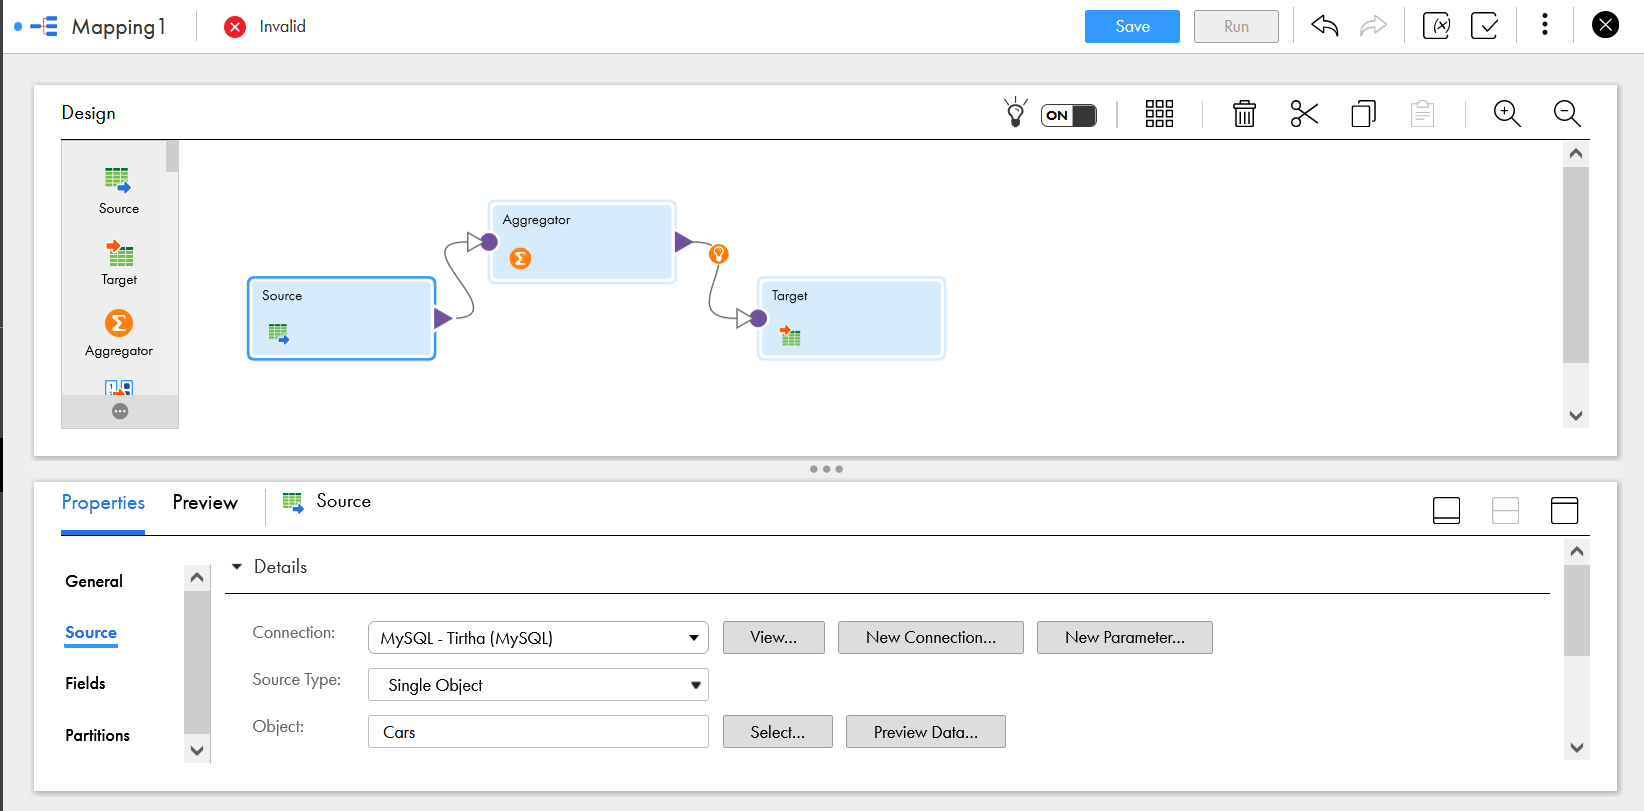 Mapping1
Invalid
Save
Run
Design
ON
Source
Target
Aggregator
Source
Aggregator
Target
Properties
Preview
Source
General
Source
Fields
Partitions
Details
Connection:
MySQL - Tirtha (MySQL)
View...
New Connection...
New Parameter...
Source Type:
Single Object
Object:
Cars
Select...
Preview Data...